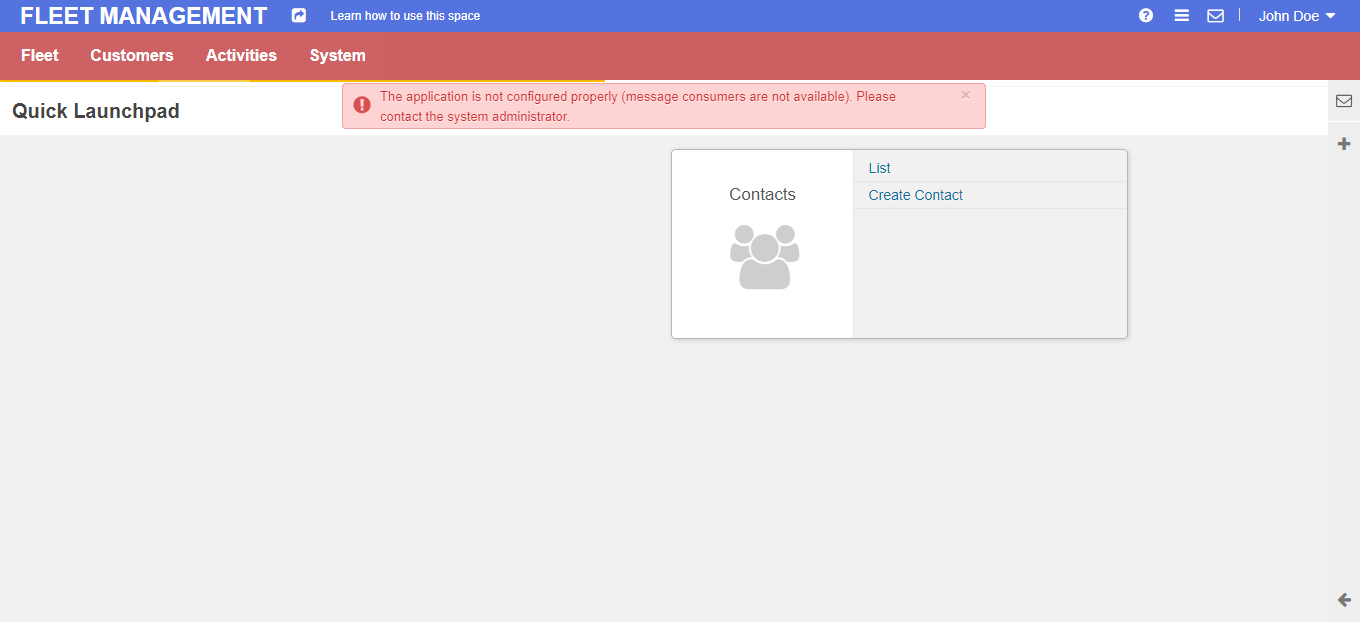 FLEET MANAGEMENT Learn how to use this space John Doe
Fleet Customers Activities System
The application is not configured properly (message consumers are not available). Please
contact the system administrator.
×
Quick Launchpad
Contacts
List
Create Contact